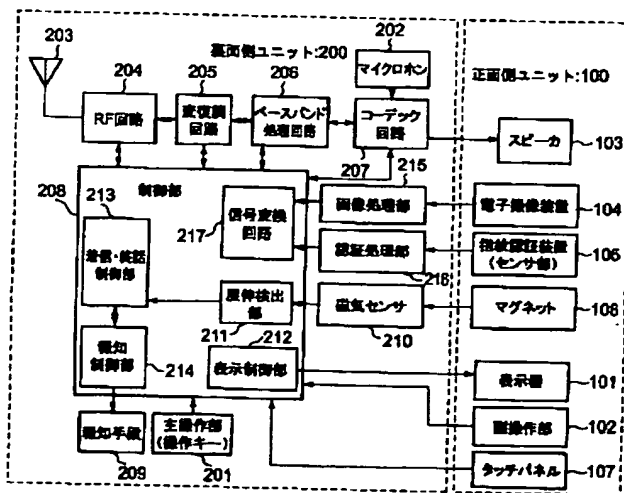 203
裏面側ユニット:200
202
マイクロホン
正面側ユニット:100
204
205
206
RF回路
変復調
回路
ベースバンド
処理回路
コーデック
回路
207
スピーカ
103
208
制御部
213
215
信号変換
回路
217
画像処理部
電子撮像装置
104
着信・終話
制御部
認証処理部
216
指紋認証装置
(センサ部)
106
屈伸検出
部
211
磁気センサ
210
マグネット
108
報知
制御部
214
212
表示制御部
表示器
101
副操作部
102
報知手段
209
主操作部
(操作キー)
201
タッチパネル
107